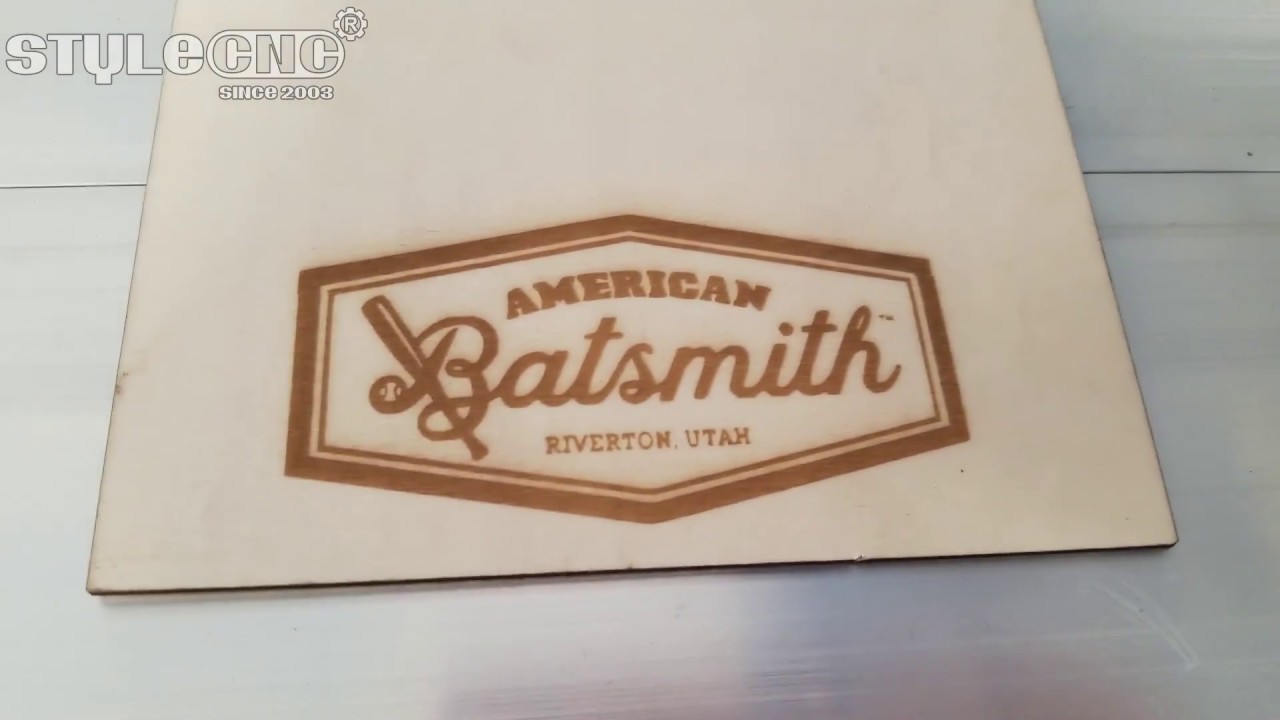 STYLECNC®
SINCE 2003
AMERICAN
Batsmith™
RIVERTON, UTAH